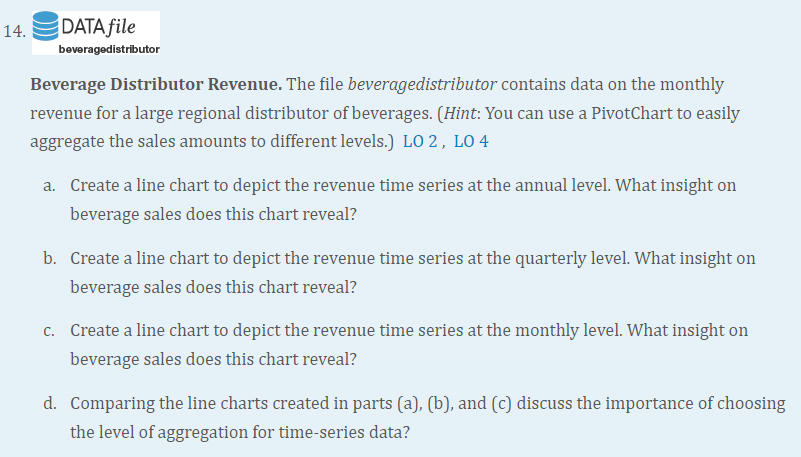 14. DATAfile
beveragedistributor
Beverage Distributor Revenue. The file beveragedistributor contains data on the monthly
revenue for a large regional distributor of beverages. (Hint: You can use a PivotChart to easily
aggregate the sales amounts to different levels.) LO 2 , LO 4
a. Create a line chart to depict the revenue time series at the annual level. What insight on
beverage sales does this chart reveal?
b. Create a line chart to depict the revenue time series at the quarterly level. What insight on
beverage sales does this chart reveal?
c. Create a line chart to depict the revenue time series at the monthly level. What insight on
beverage sales does this chart reveal?
d. Comparing the line charts created in parts (a), (b), and (c) discuss the importance of choosing
the level of aggregation for time-series data?